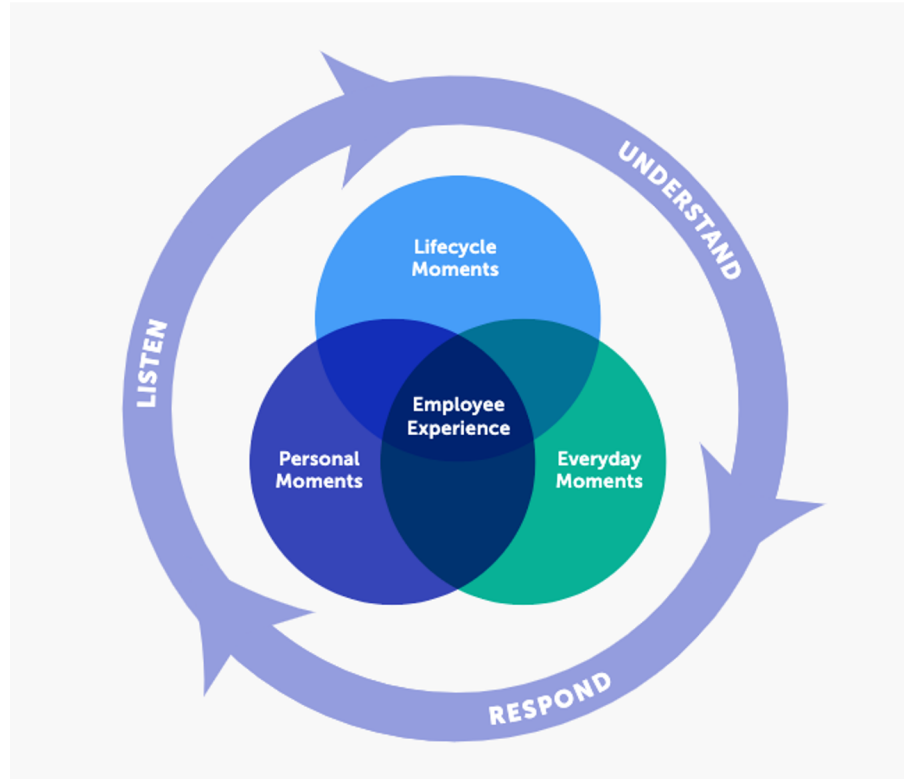 UNDERSTAND
Lifecycle
Moments
LISTEN
Employee
Experience
Personal
Moments
Everyday
Moments
RESPOND